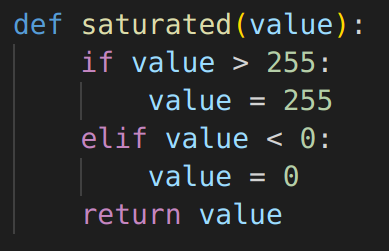 def saturated(value):
    if value > 255:
        value = 255
    elif value < 0:
        value = 0
    return value